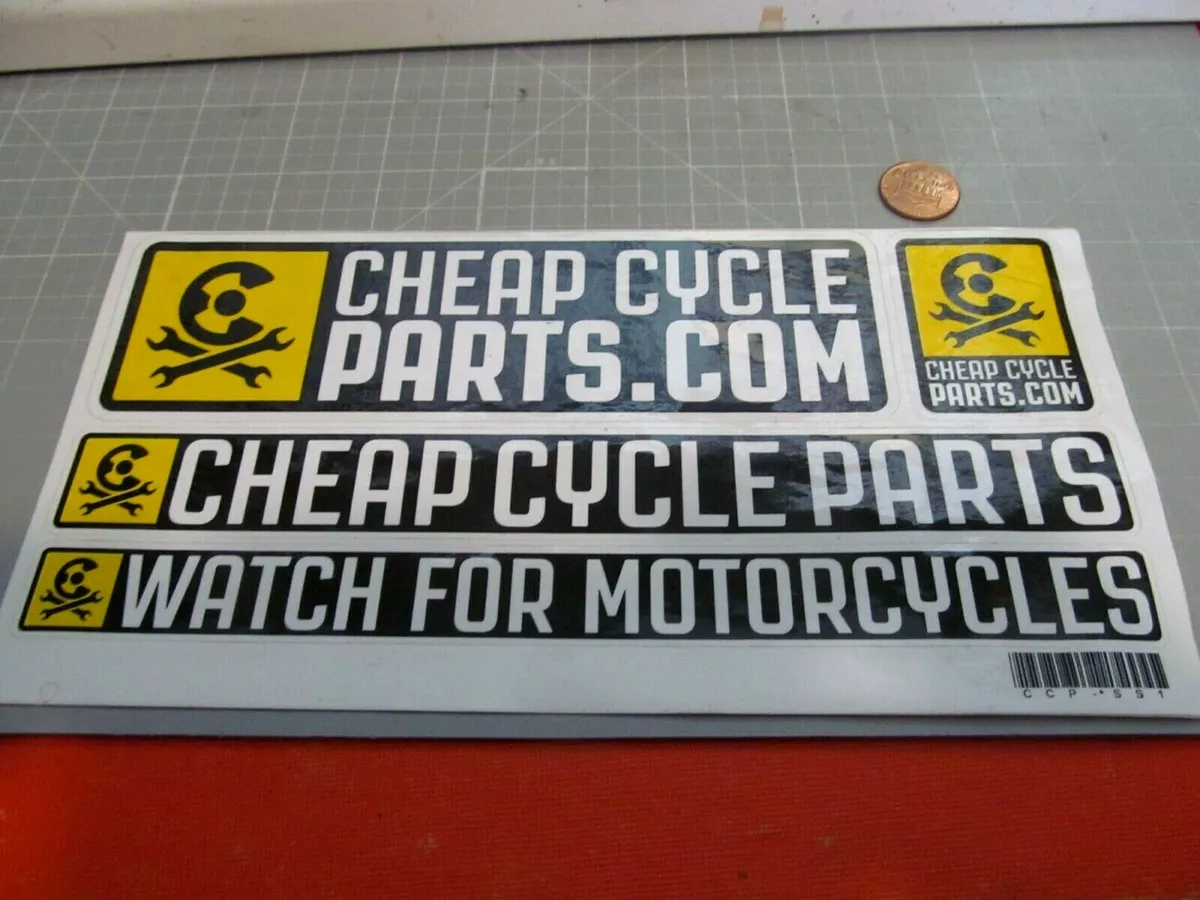 CHEAP CYCLE
PARTS.COM
CHEAP CYCLE
PARTS.COM
CHEAP CYCLE PARTS
WATCH FOR MOTORCYCLES
CCP-*SS1